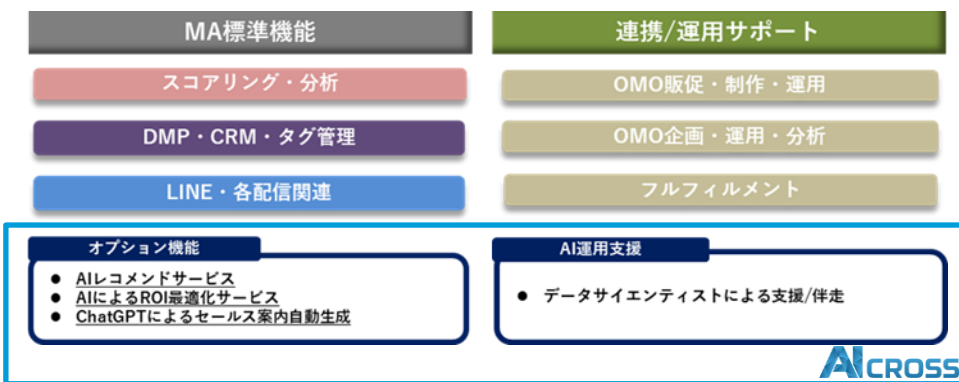 MA標準機能
スコアリング・分析
DMP・CRM・タグ管理
LINE・各配信関連
連携/運用サポート
OMO販促・制作・運用
OMO企画・運用・分析
フルフィルメント
オプション機能
● AIレコメンドサービス
● AIによるROI最適化サービス
● ChatGPTによるセールス案内自動生成
AI運用支援
● データサイエンティストによる支援/伴走
AI CROSS